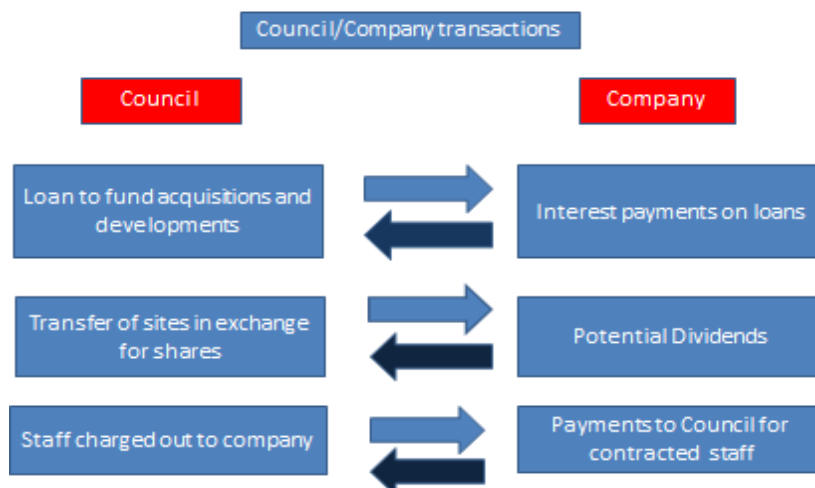 Council/Company transactions
Council
Company
Loan to fund acquisitions and
developments
Interest payments on loans
Transfer of sites in exchange
for shares
Potential Dividends
Staff charged out to company
Payments to Council for
contracted staff